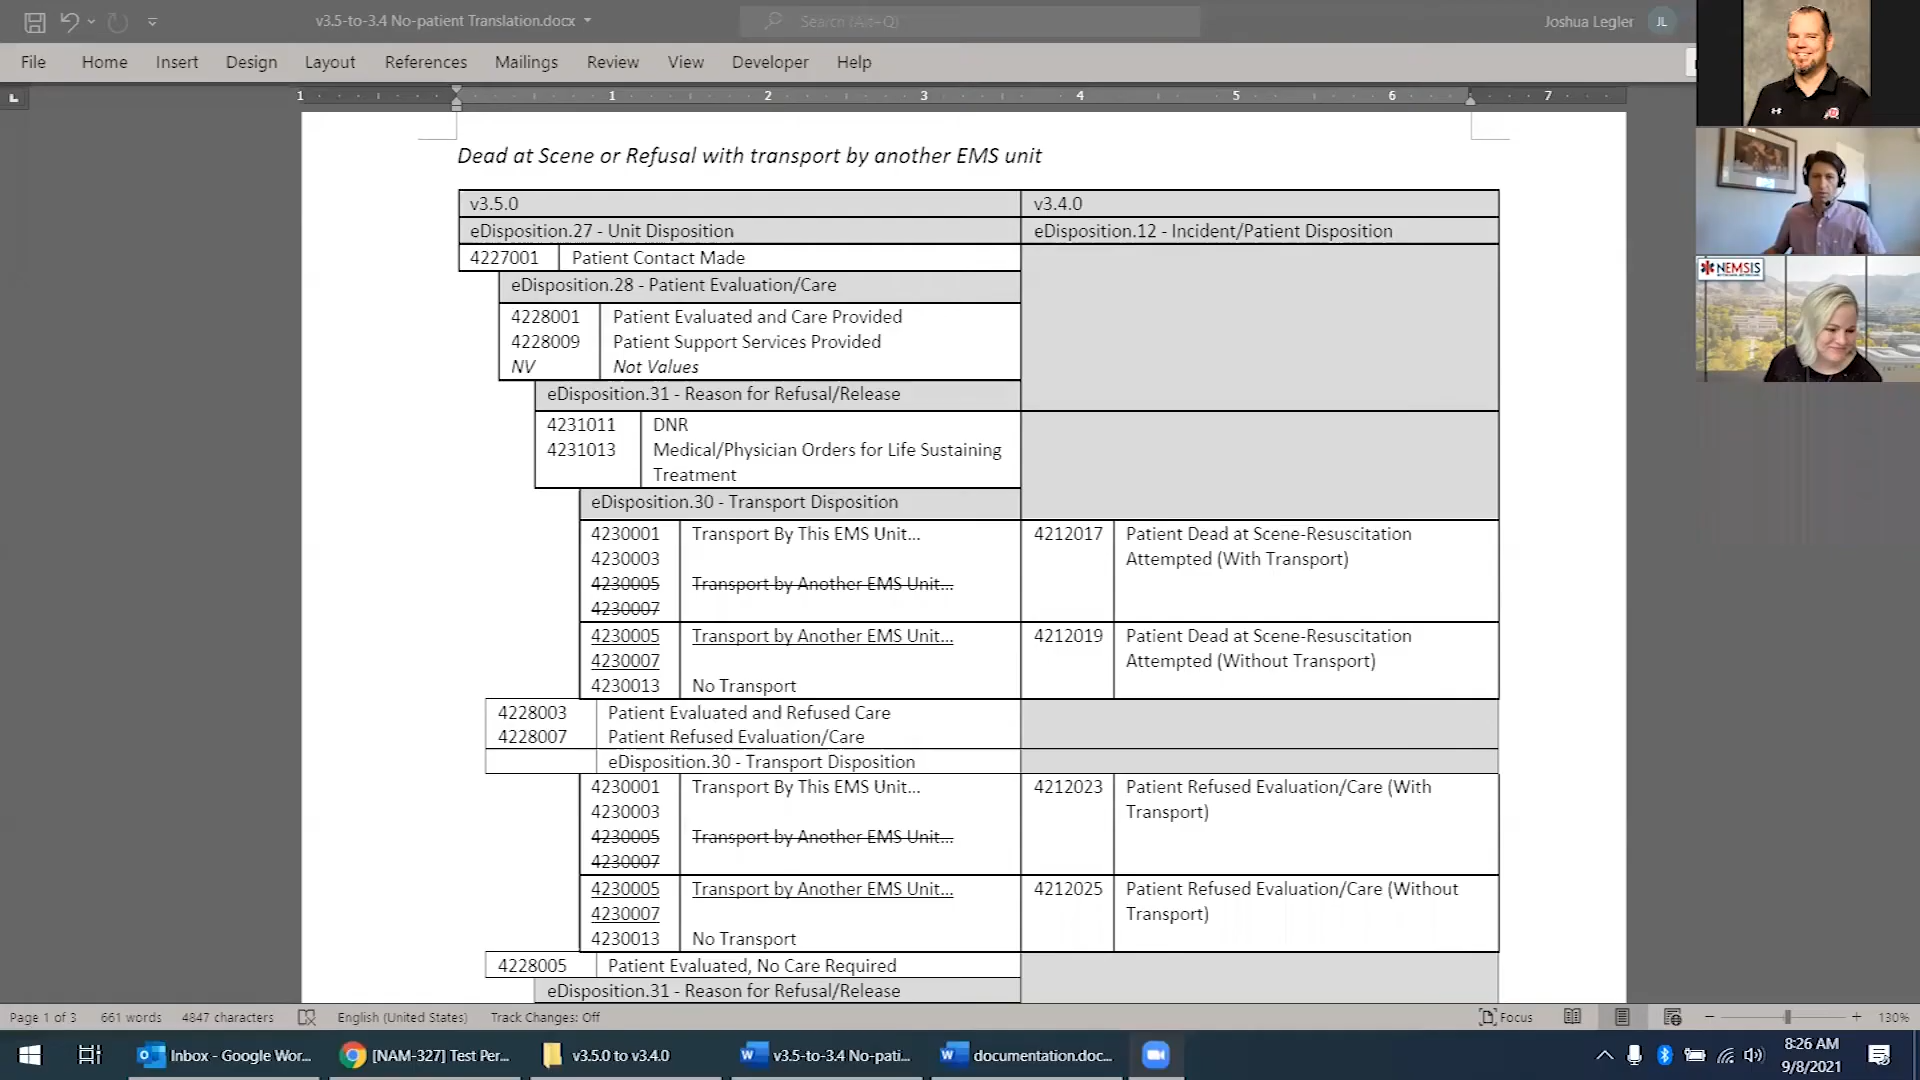 v3.5-to-3.4 No-patient Translation.docx
Search (Alt+Q)
Joshua Legler
JL
File
Home
Insert
Design
Layout
References
Mailings
Review
View
Developer
Help
1 1 2 3 4 5 6 7
Dead at Scene or Refusal with transport by another EMS unit
v3.5.0
v3.4.0
eDisposition.27 - Unit Disposition
eDisposition.12 - Incident/Patient Disposition
4227001 Patient Contact Made
eDisposition.28 - Patient Evaluation/Care
4228001 Patient Evaluated and Care Provided
4228009 Patient Support Services Provided
NV Not Values
eDisposition.31 - Reason for Refusal/Release
4231011 DNR
4231013 Medical/Physician Orders for Life Sustaining
Treatment
eDisposition.30 - Transport Disposition
4230001 Transport By This EMS Unit... 4212017 Patient Dead at Scene-Resuscitation
4230003 Attempted (With Transport)
4230005 Transport by Another EMS Unit...
4230007
4230005 Transport by Another EMS Unit... 4212019 Patient Dead at Scene-Resuscitation
4230007 Attempted (Without Transport)
4230013 No Transport
4228003 Patient Evaluated and Refused Care
4228007 Patient Refused Evaluation/Care
eDisposition.30 - Transport Disposition
4230001 Transport By This EMS Unit... 4212023 Patient Refused Evaluation/Care (With
4230003 Transport)
4230005 Transport by Another EMS Unit...
4230007
4230005 Transport by Another EMS Unit... 4212025 Patient Refused Evaluation/Care (Without
4230007 Transport)
4230013 No Transport
4228005 Patient Evaluated, No Care Required
eDisposition.31 - Reason for Refusal/Release
NEMSIS
Page 1 of 3
661 words
4847 characters
English (United States)
Track Changes: Off
Focus
130%
Inbox - Google Wor...
[NAM-327] Test Per...
v3.5.0 to v3.4.0
v3.5-to-3.4 No-pati...
documentation.doc...
8:26 AM
9/8/2021